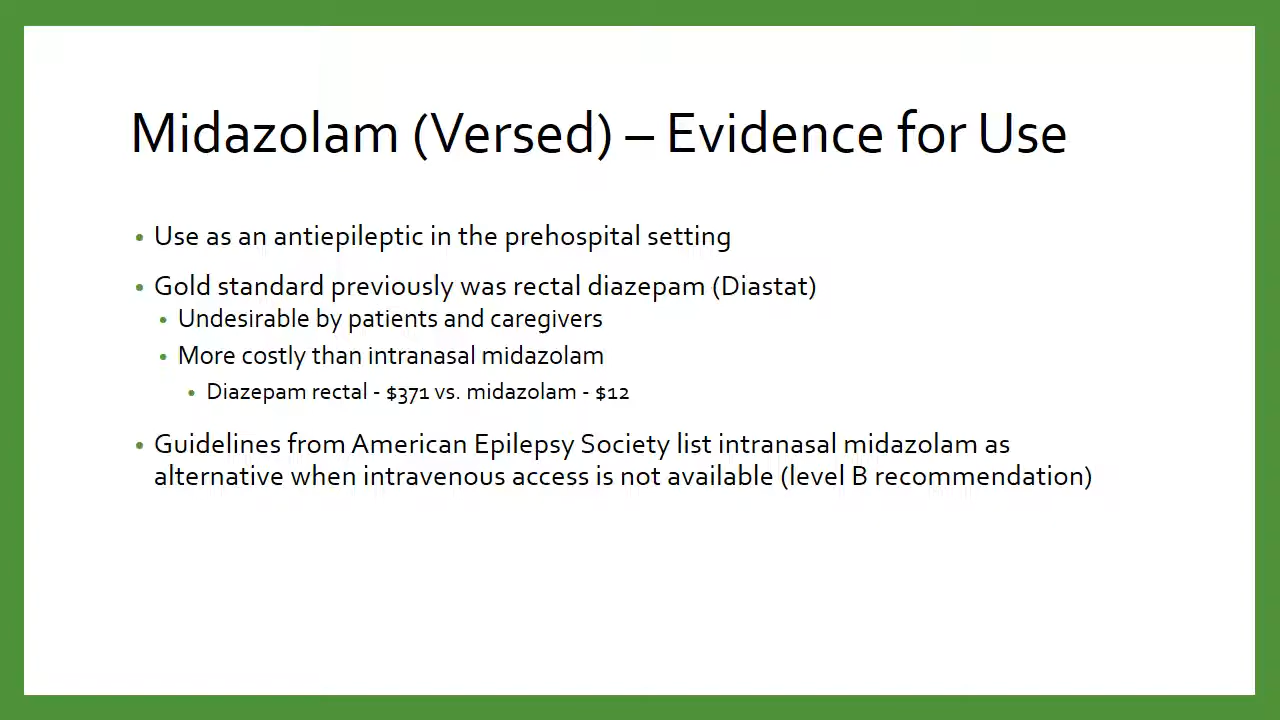 Midazolam (Versed) – Evidence for Use
• Use as an antiepileptic in the prehospital setting
• Gold standard previously was rectal diazepam (Diastat)
• Undesirable by patients and caregivers
• More costly than intranasal midazolam
• Diazepam rectal - $371 vs. midazolam - $12
• Guidelines from American Epilepsy Society list intranasal midazolam as
alternative when intravenous access is not available (level B recommendation)